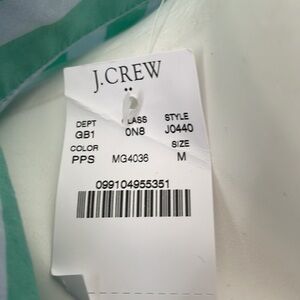 J.CREW
DEPT CLASS STYLE
GB1 0N8 J0440
COLOR SIZE
PPS MG4036 M
099104955351